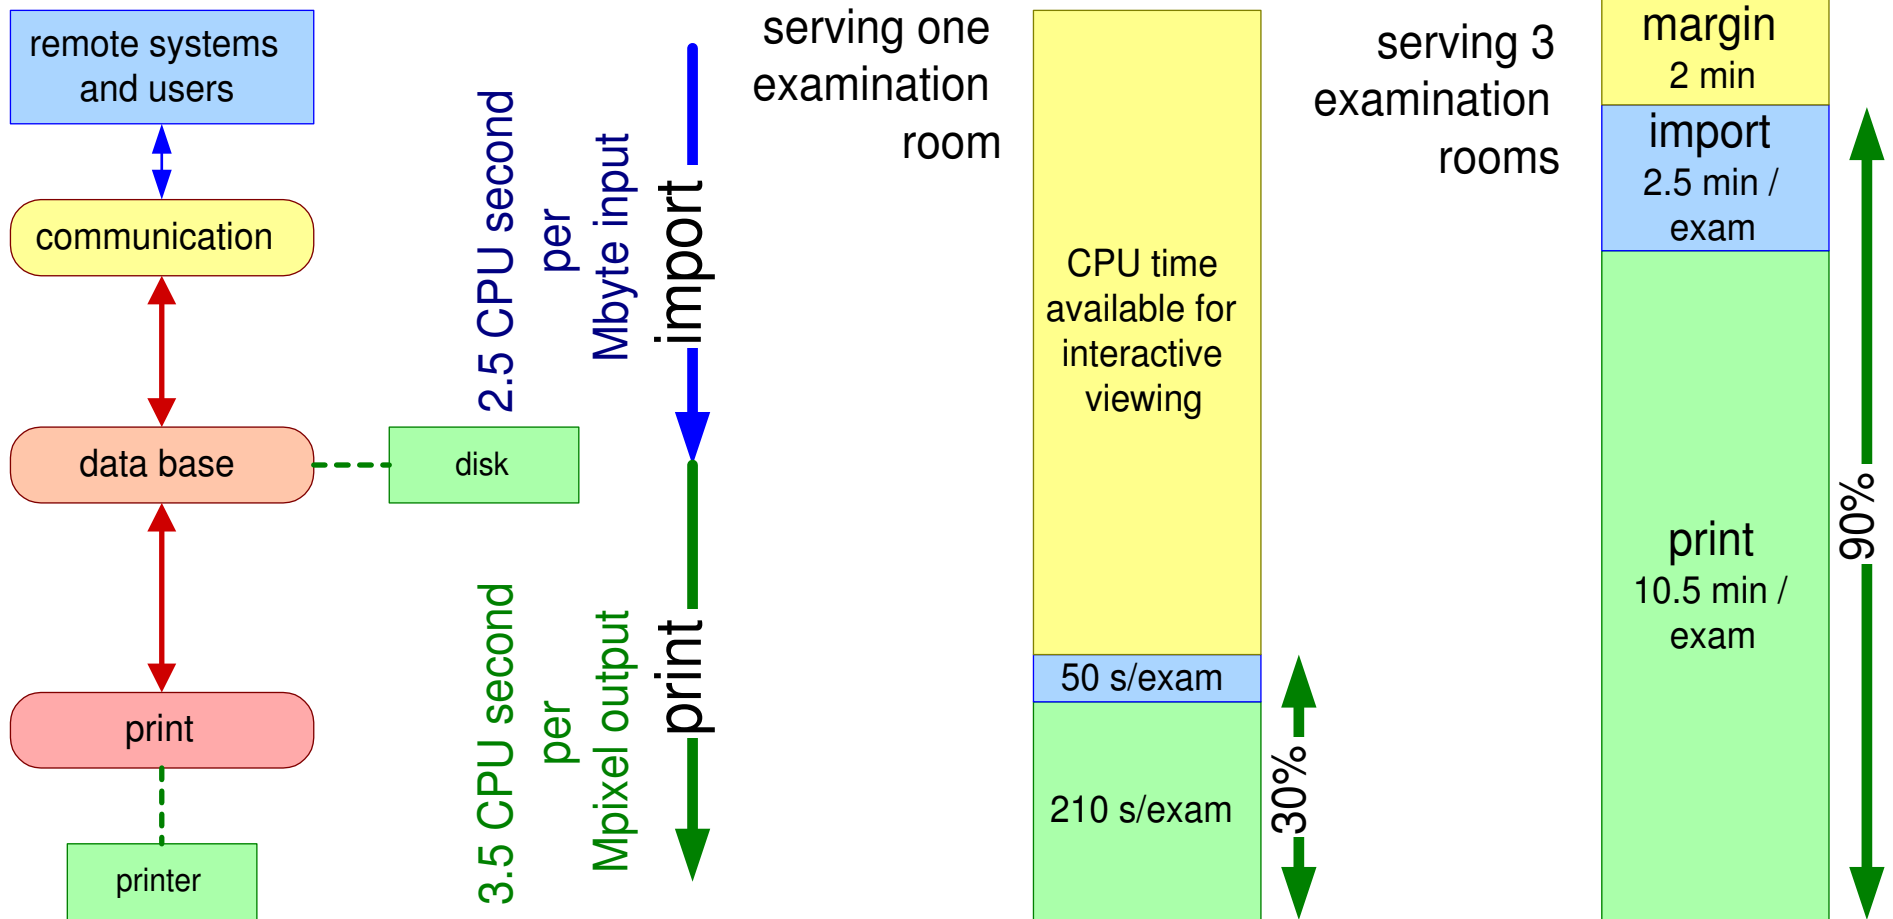 remote systems
and users
communication
data base
disk
print
printer
2.5 CPU second
per
Mbyte input
import
3.5 CPU second
per
Mpixel output
print
serving one
examination
room
CPU time
available for
interactive
viewing
50 s/exam
210 s/exam
30%
serving 3
examination
rooms
margin
2 min
import
2.5 min /
exam
print
10.5 min /
exam
90%